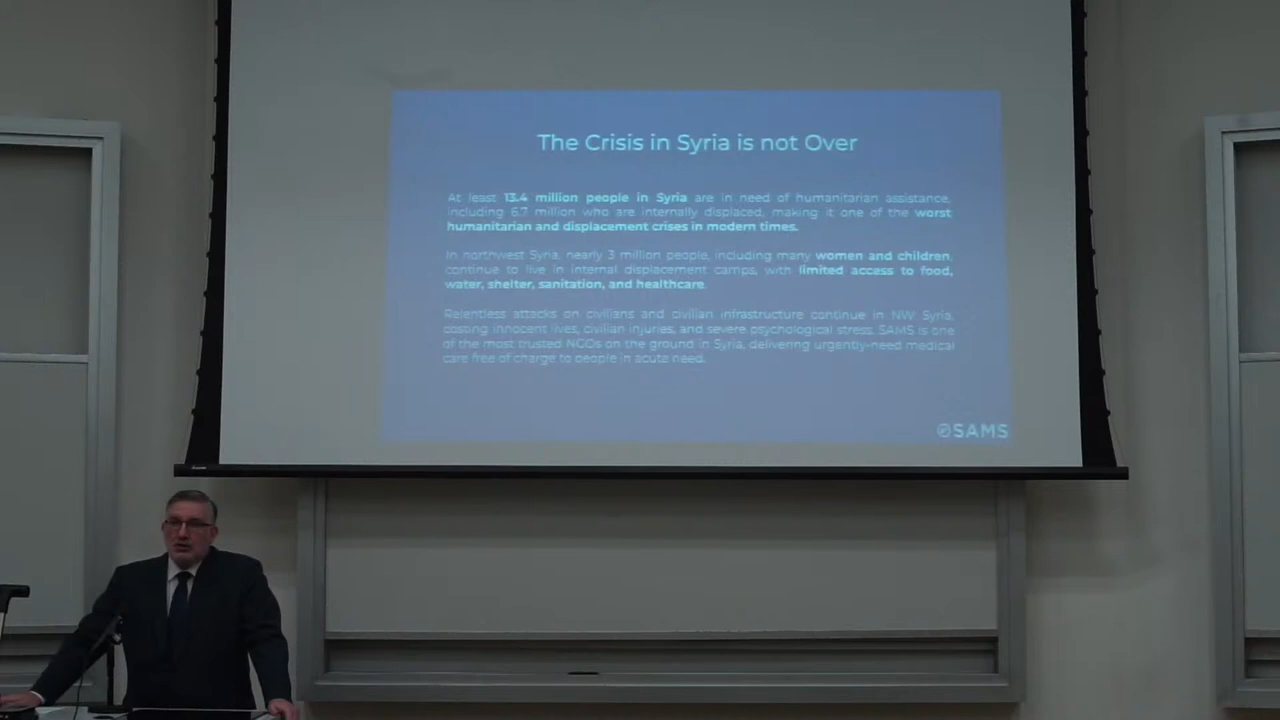 The Crisis in Syria is not Over
At least 13.4 million people in Syria are in need of humanitarian assistance,
including 6.7 million who are internally displaced, making it one of the worst
humanitarian and displacement crises in modern times.
In northwest Syria, nearly 3 million people, including many women and children,
continue to live in internal displacement camps, with limited access to food,
water, shelter, sanitation, and healthcare.
Relentless attacks on civilians and civilian infrastructure continue in NW Syria,
costing innocent lives, civilian injuries, and severe psychological stress. SAMS is one
of the most trusted NGOs on the ground in Syria, delivering urgently-need medical
care free of charge to people in acute need.
SAMS